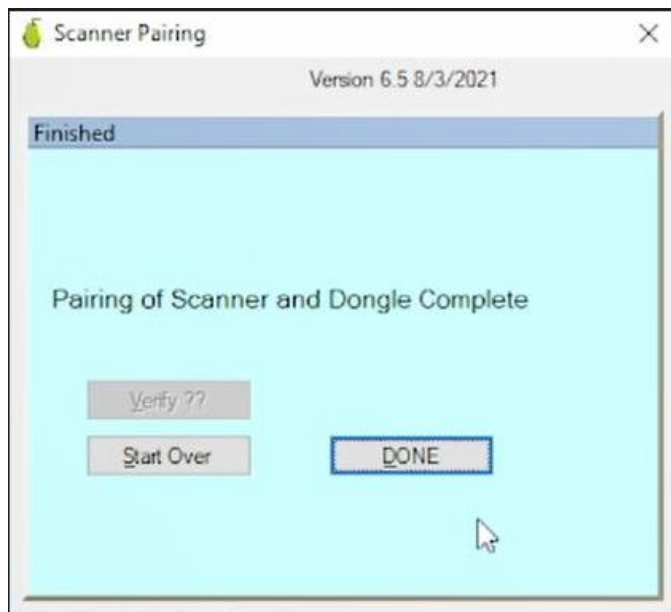 Scanner Pairing
Version 6.5 8/3/2021
Finished
Pairing of Scanner and Dongle Complete
Verify ??
Start Over
DONE